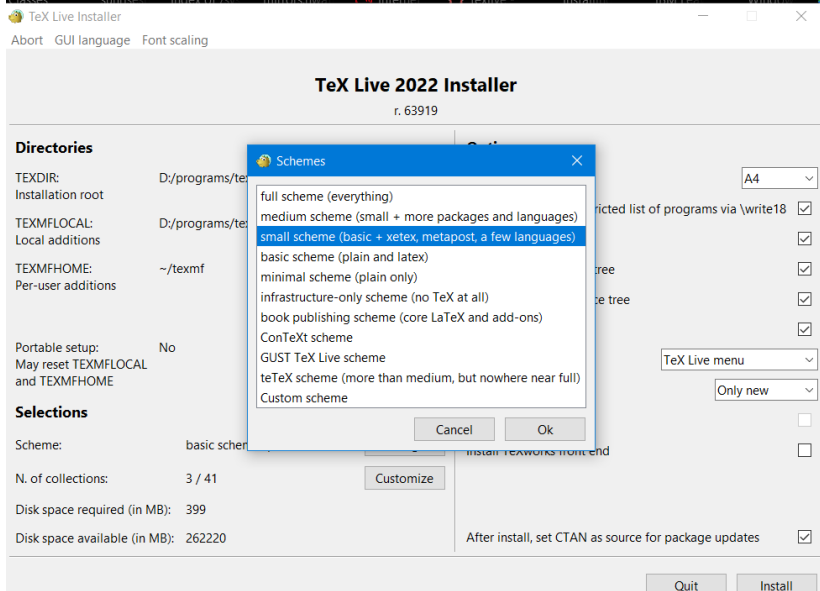 TeX Live Installer
Abort GUI language Font scaling
TeX Live 2022 Installer
r. 63919
Directories
TEXDIR:
Installation root
D:/programs/te
TEXMFLOCAL:
Local additions
D:/programs/te
TEXMFHOME:
Per-user additions
~/texmf
Portable setup:
May reset TEXMFLOCAL
and TEXMFHOME
No
Selections
Scheme:
basic scher
N. of collections:
3 / 41
Customize
Disk space required (in MB): 399
Disk space available (in MB): 262220
Schemes
full scheme (everything)
medium scheme (small + more packages and languages)
small scheme (basic + xetex, metapost, a few languages)
basic scheme (plain and latex)
minimal scheme (plain only)
infrastructure-only scheme (no TeX at all)
book publishing scheme (core LaTeX and add-ons)
ConTeXt scheme
GUST TeX Live scheme
teTeX scheme (more than medium, but nowhere near full)
Custom scheme
Cancel
Ok
A4
ricted list of programs via \write18
tree
ce tree
TeX Live menu
Only new
Install TeXworks front end
After install, set CTAN as source for package updates
Quit
Install